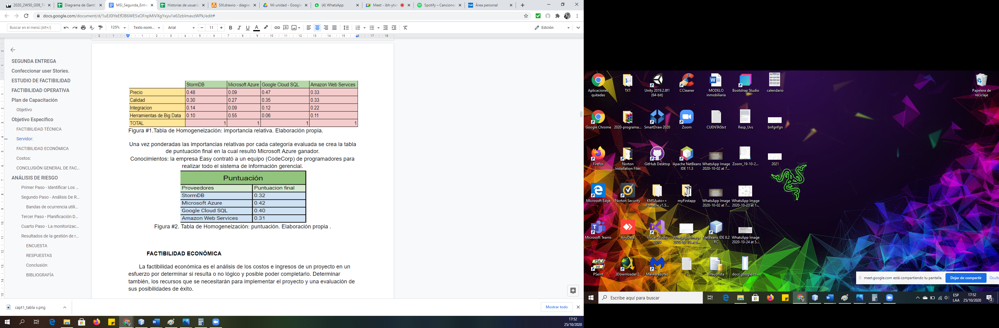 2020_2W50_G09_TA
Diagrama de Gantt
MSI_Segunda_Entre
Historias de usuario
SIII.drawio - diagran
Mi unidad - Google
(4) WhatsApp
Meet - ibh-ytxn
Spotify – Canciones
Área personal
docs.google.com/document/d/1uEJ0lYeEfDB6WE5xOFnpMiVXgYxyu1e63zbImavzWPk/edit#
Buscar en el menú (Alt+/)
125%
Texto norm...
Arial
11
Edición
SEGUNDA ENTREGA
Confeccionar user Stories.
ESTUDIO DE FACTIBILIDAD
FACTIBILIDAD OPERATIVA
Plan de Capacitación
Objetivo
Objetivo Específico
FACTIBILIDAD TÉCNICA
Servidor:
FACTIBILIDAD ECONÓMICA
Costos:
CONCLUSIÓN GENERAL DE FAC...
ANÁLISIS DE RIESGO
Primer Paso - Identificar Los ...
Segundo Paso - Análisis De R...
Bandas de ocurrencia utili...
Tercer Paso - Planificación D...
Cuarto Paso - La monitorizac...
Resultados de la gestión de r...
ENCUESTA
RESPUESTAS
Conclusión
BIBLIOGRAFÍA
StormDB Microsoft Azure Google Cloud SQL Amazon Web Services
Precio 0.48 0.09 0.47 0.33
Calidad 0.30 0.27 0.35 0.33
Integracion 0.14 0.09 0.12 0.22
Herramientas de Big Data 0.10 0.55 0.06 0.11
TOTAL 1 1 1 1
Figura #1.Tabla de Homogeneización: importancia relativa. Elaboración propia.
Una vez ponderadas las importancias relativas por cada categoría evaluada se crea la tabla
de puntuación final en la cual resultó Microsoft Azure ganador.
Conocimientos: la empresa Easy contrató a un equipo (CodeCorp) de programadores para
realizar todo el sistema de información gerencial.
Puntuación
Proveedores Puntuacion final
StormDB 0.32
Microsoft Azure 0.42
Google Cloud SQL 0.40
Amazon Web Services 0.31
Figura #2. Tabla de Homogeneización: puntuación. Elaboración propia .
FACTIBILIDAD ECONÓMICA
La factibilidad económica es el análisis de los costos e ingresos de un proyecto en un
esfuerzo por determinar si resulta o no lógico y posible poder completarlo. Determinar
también, los recursos que se necesitarán para implementar el proyecto y una evaluación de
sus posibilidades de éxito.
capt1_tabla x.png
Mostrar todo
17:52
25/10/2020
Aplicaciones quitadas
TXT
Unity 2019.2.8f1 (64-bit)
CCleaner
MODELO inmobiliaria
Bootstrap Studio
calendario
Papelera de reciclaje
Google Chrome
2020-programa...
SmartDraw 2020
Zoom
CUENTAStxt
Resp_Uvs
bnfgnfgn
Firefox
Norton Installation Files
GitHub Desktop
Apache NetBeans IDE 11.3
WhatsApp Image 2020-10-02 at 7...
Zoom_19-10-2...
2021
Microsoft Edge
Norton Security
KMSAuto++ Portable v1.5...
myFirstapp
WhatsApp Image 2020-10-02 at 7...
WhatsApp Image 2020-10-23 at 1...
Microsoft Teams
AnyDesk
Visual Studio 2019
WhatsApp Image 2020-09-19 at 6...
NetBeans IDE 8.2 RC
WhatsApp Image 2020-10-24 at 5...
PSeInt
JDownloader 2
Malwarebytes
12
Mayorista
docs.google.co...
meet.google.com está compartiendo tu pantalla.
Dejar de compartir
Oculta
Escribe aquí para buscar
ESP
LAA
17:52
25/10/2020
2